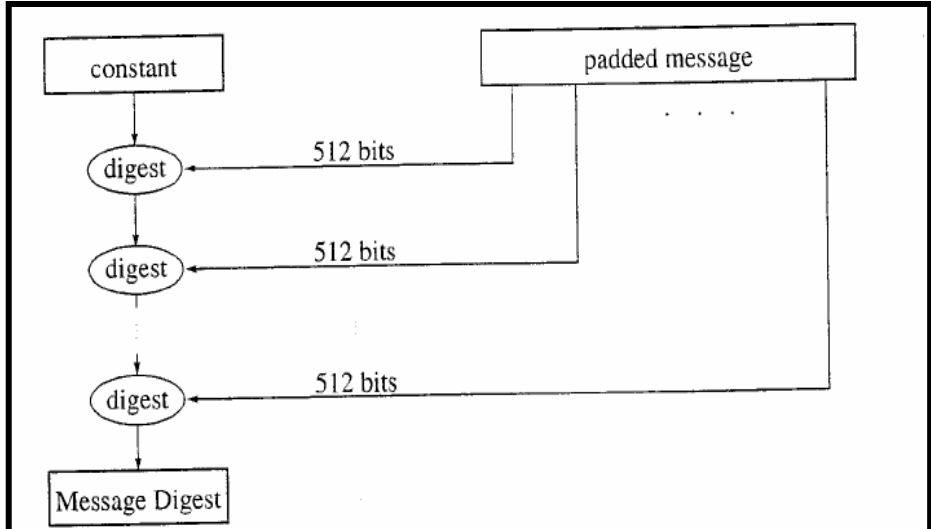 constant
padded message
. . .
512 bits
digest
512 bits
digest
512 bits
digest
Message Digest